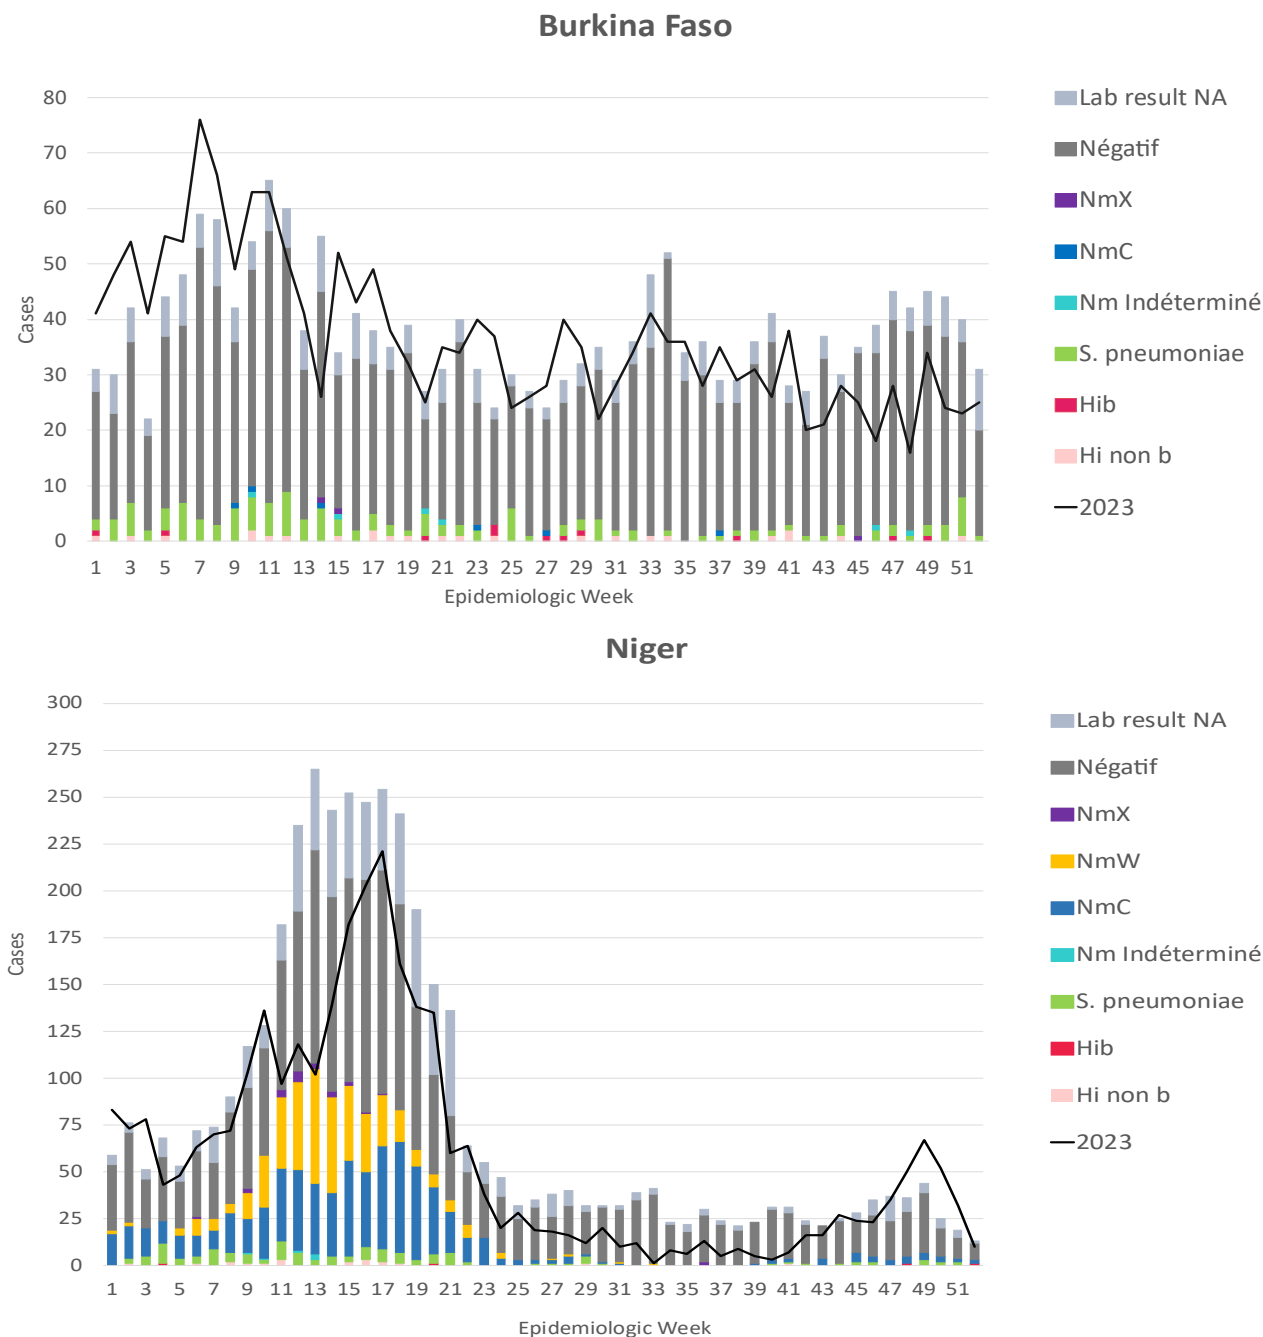 Burkina Faso
80
70
60
50
40
30
20
10
0
Cases
1 3 5 7 9 11 13 15 17 19 21 23 25 27 29 31 33 35 37 39 41 43 45 47 49 51
Epidemiologic Week
Lab result NA
Négatif
NmX
NmC
Nm Indéterminé
S. pneumoniae
Hib
Hi non b
2023
Niger
300
275
250
225
200
175
150
125
100
75
50
25
0
Cases
1 3 5 7 9 11 13 15 17 19 21 23 25 27 29 31 33 35 37 39 41 43 45 47 49 51
Epidemiologic Week
Lab result NA
Négatif
NmX
NmW
NmC
Nm Indéterminé
S. pneumoniae
Hib
Hi non b
2023